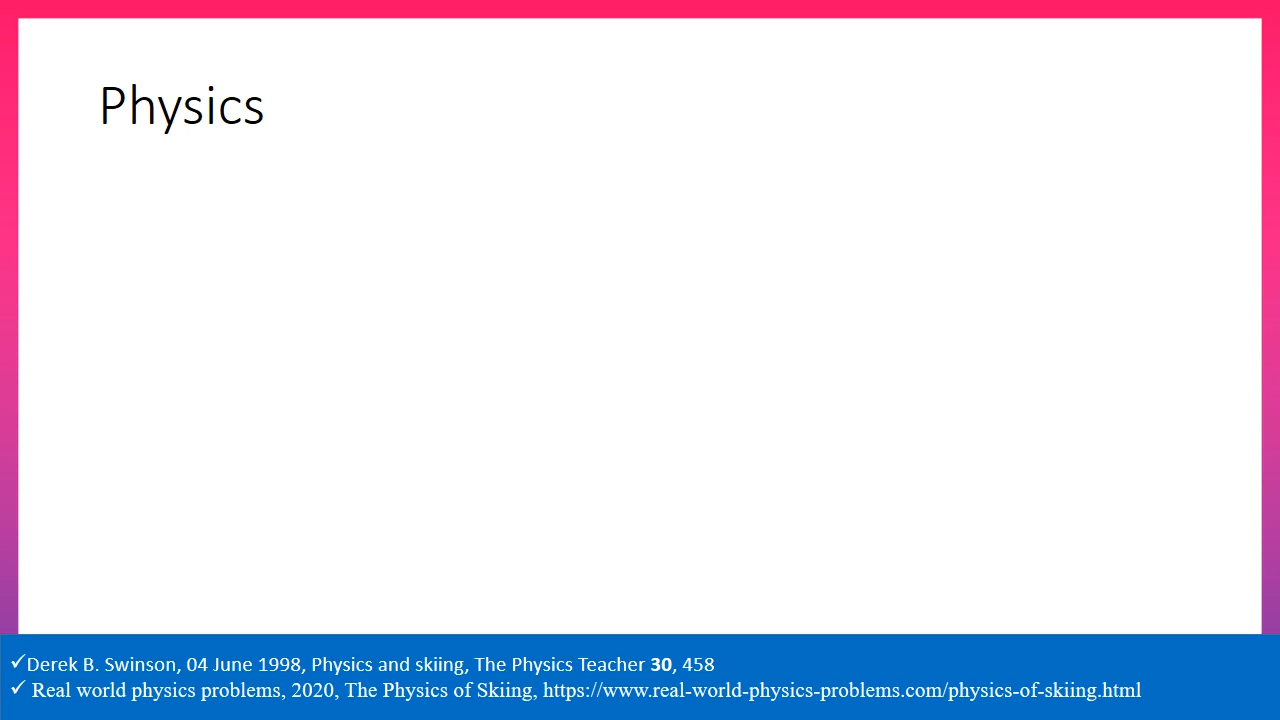 Physics
✓Derek B. Swinson, 04 June 1998, Physics and skiing, The Physics Teacher 30, 458
✓ Real world physics problems, 2020, The Physics of Skiing, https://www.real-world-physics-problems.com/physics-of-skiing.html